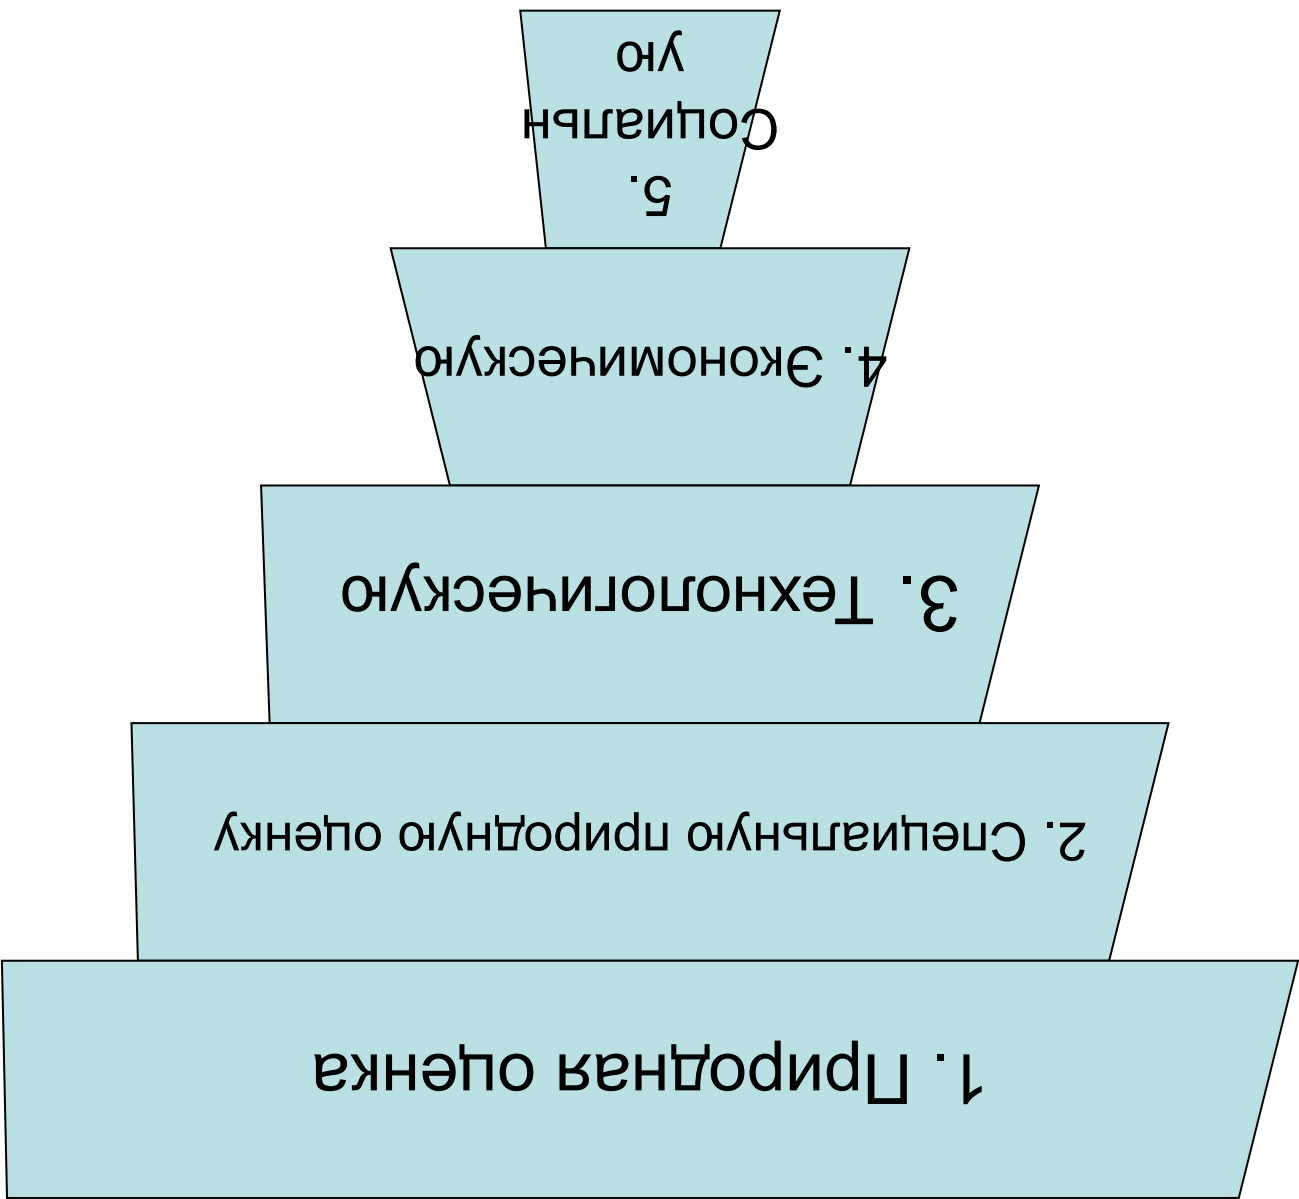 1. Природная оценка
2. Специальную природную оценку
3. Технологическую
4. Экономическую
5.
Социальн
ую